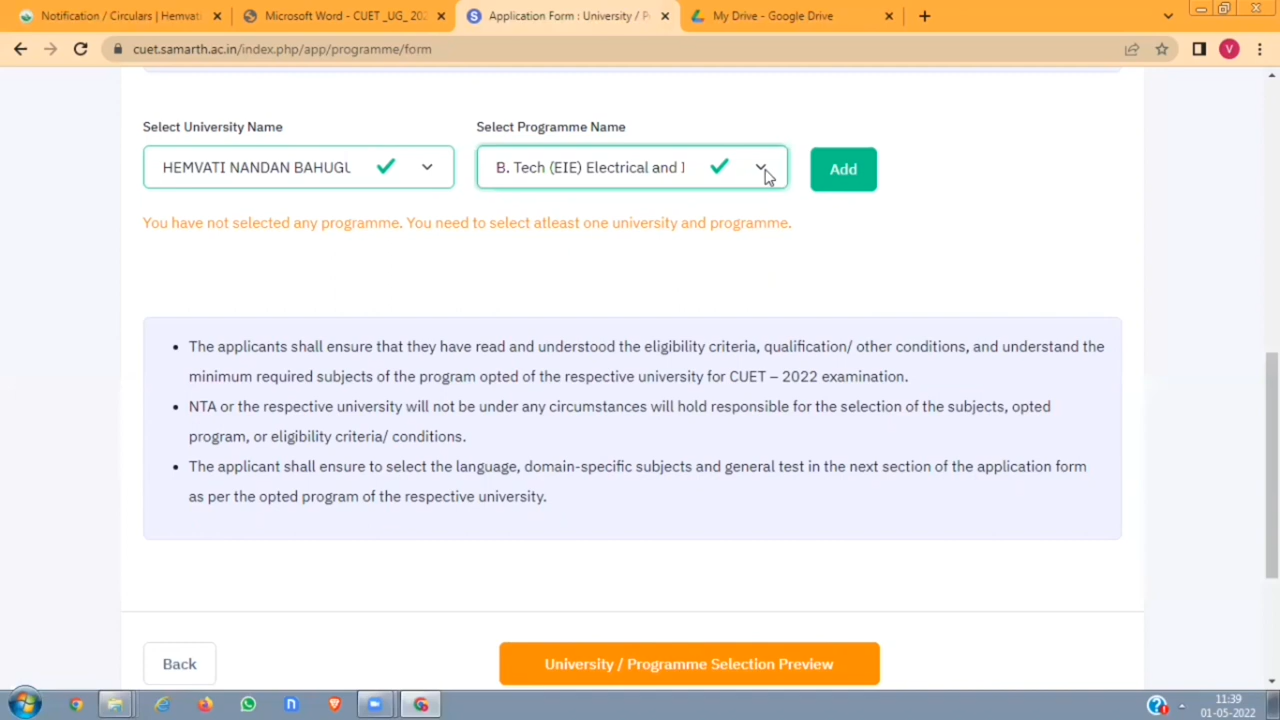 Notification / Circulars | Hemvati
Microsoft Word - CUET _UG_ 202
Application Form : University / P
My Drive - Google Drive
cuet.samarth.ac.in/index.php/app/programme/form
V
Select University Name
Select Programme Name
HEMVATI NANDAN BAHUGU
B. Tech (EIE) Electrical and I
Add
You have not selected any programme. You need to select atleast one university and programme.
• The applicants shall ensure that they have read and understood the eligibility criteria, qualification/ other conditions, and understand the
minimum required subjects of the program opted of the respective university for CUET – 2022 examination.
• NTA or the respective university will not be under any circumstances will hold responsible for the selection of the subjects, opted
program, or eligibility criteria/ conditions.
• The applicant shall ensure to select the language, domain-specific subjects and general test in the next section of the application form
as per the opted program of the respective university.
Back
University / Programme Selection Preview
11:39
01-05-2022